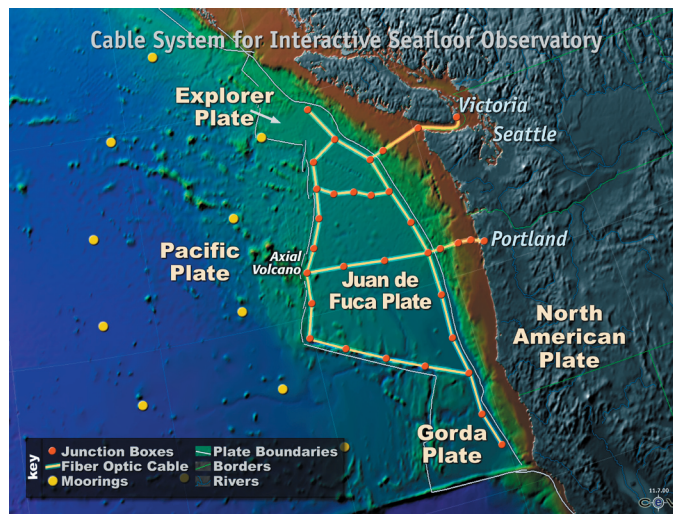 Cable System for Interactive Seafloor Observatory
Explorer
Plate
Victoria
Seattle
Pacific
Plate
Axial
Volcano
Portland
Juan de
Fuca Plate
North
American
Plate
Gorda
Plate
key
Junction Boxes
Fiber Optic Cable
Moorings
Plate Boundaries
Borders
Rivers
11.7.00